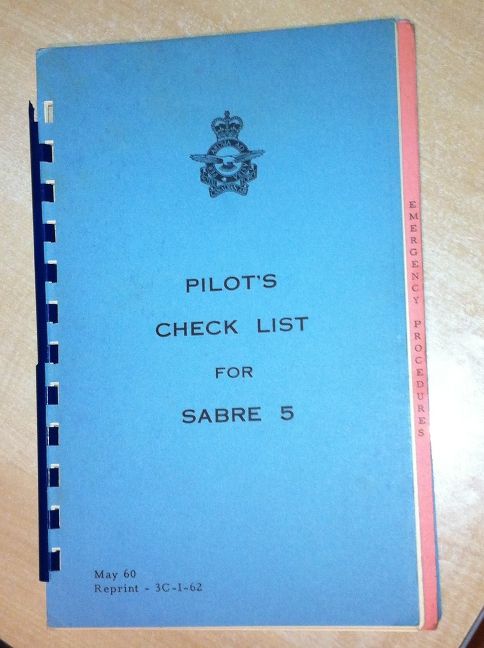 PILOT'S
CHECK LIST
FOR
SABRE 5
May 60
Reprint - 3C-1-62
EMERGENCY PROCEDURES